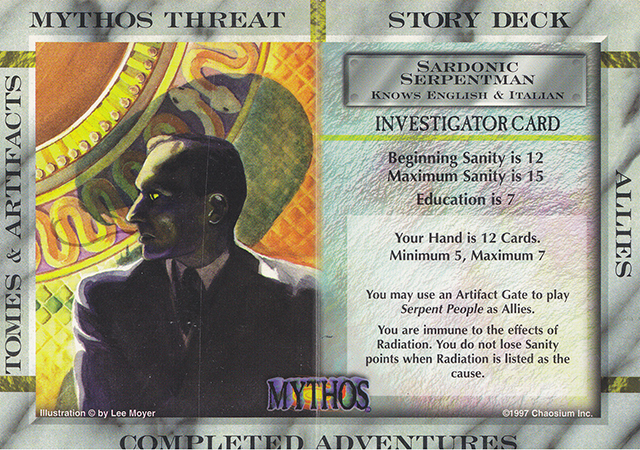 MYTHOS THREAT
STORY DECK
TOMES & ARTIFACTS
SARDONIC
SERPENTMAN
KNOWS ENGLISH & ITALIAN
INVESTIGATOR CARD
Beginning Sanity is 12
Maximum Sanity is 15
Education is 7
Your Hand is 12 Cards.
Minimum 5, Maximum 7
You may use an Artifact Gate to play
Serpent People as Allies.
You are immune to the effects of
Radiation. You do not lose Sanity
points when Radiation is listed as the
cause.
ALLIES
MYTHOS
Illustration © by Lee Moyer
©1997 Chaosium Inc.
COMPLETED ADVENTURES